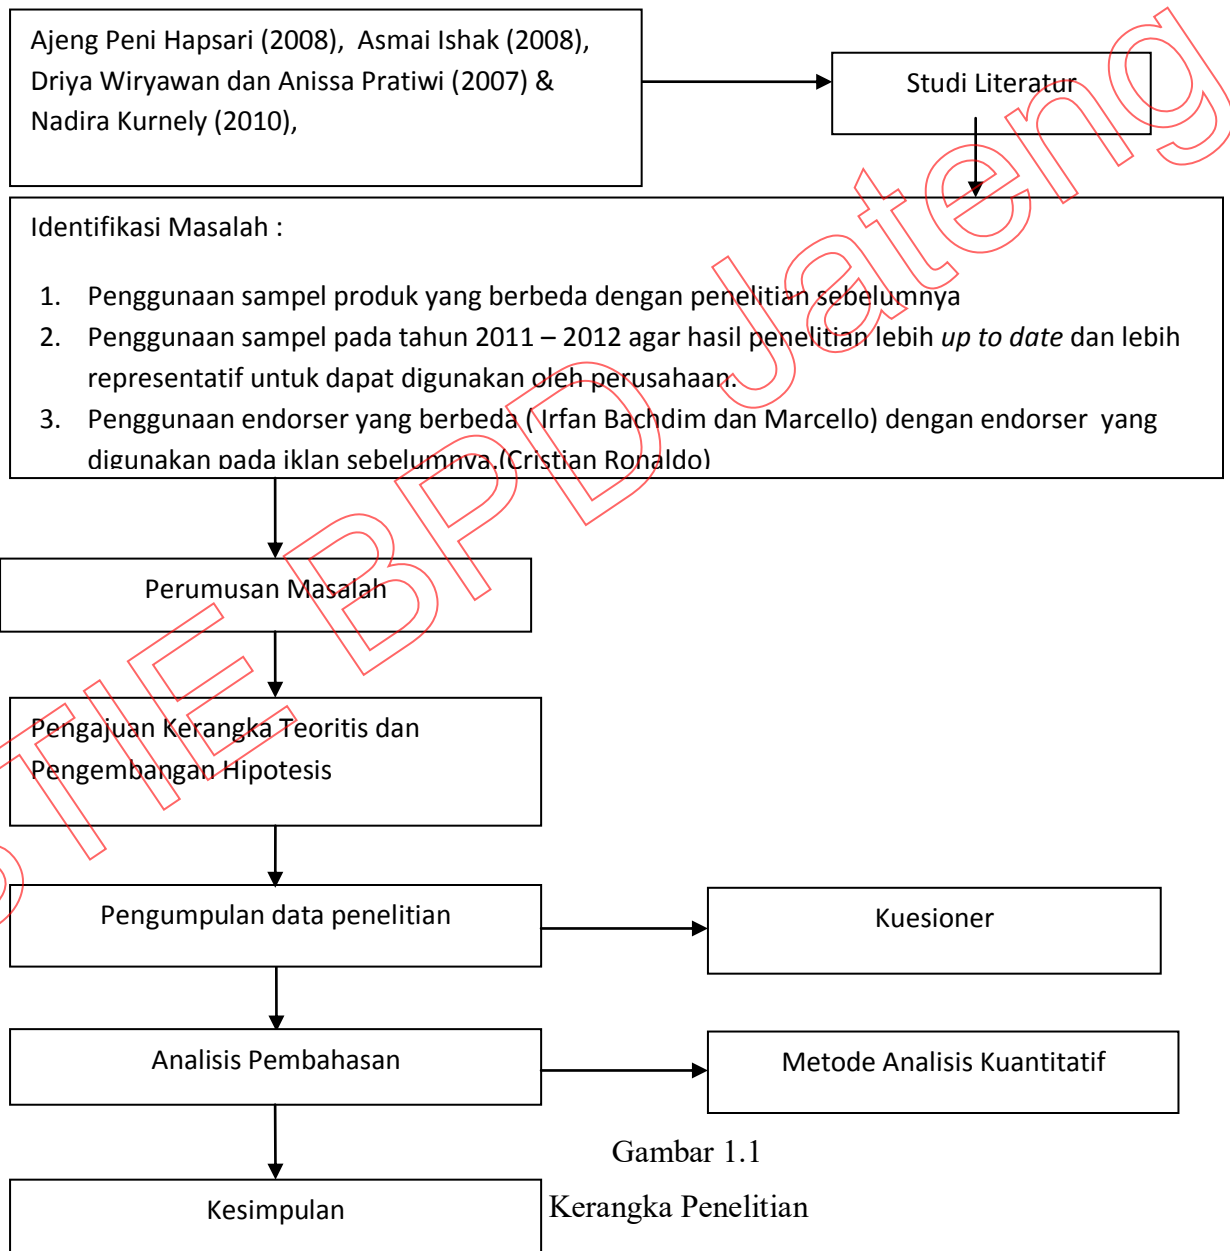 Ajeng Peni Hapsari (2008), Asmai Ishak (2008),
Driya Wiryawan dan Anissa Pratiwi (2007) &
Nadira Kurnely (2010),
Studi Literatur
Identifikasi Masalah :
1. Penggunaan sampel produk yang berbeda dengan penelitian sebelumnya
2. Penggunaan sampel pada tahun 2011 – 2012 agar hasil penelitian lebih up to date dan lebih
representatif untuk dapat digunakan oleh perusahaan.
3. Penggunaan endorser yang berbeda ( Irfan Bachdim dan Marcello) dengan endorser yang
digunakan pada iklan sebelumnya.(Cristian Ronaldo)
Perumusan Masalah
Pengajuan Kerangka Teoritis dan
Pengembangan Hipotesis
Pengumpulan data penelitian
Kuesioner
Analisis Pembahasan
Metode Analisis Kuantitatif
Gambar 1.1
Kesimpulan
Kerangka Penelitian
STIE BPD Jateng